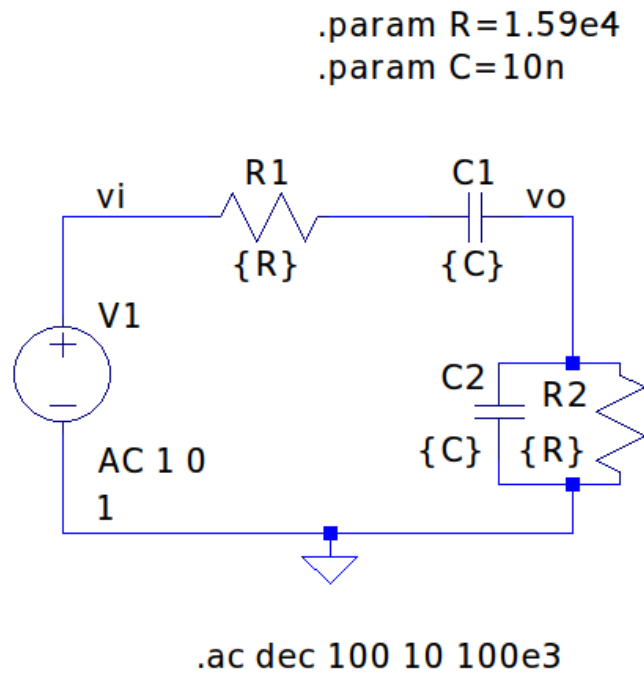 .param R=1.59e4
.param C=10n
R1
C1
vi
vo
{R}
{C}
V1
C2
R2
{C}
{R}
AC 1 0
1
.ac dec 100 10 100e3